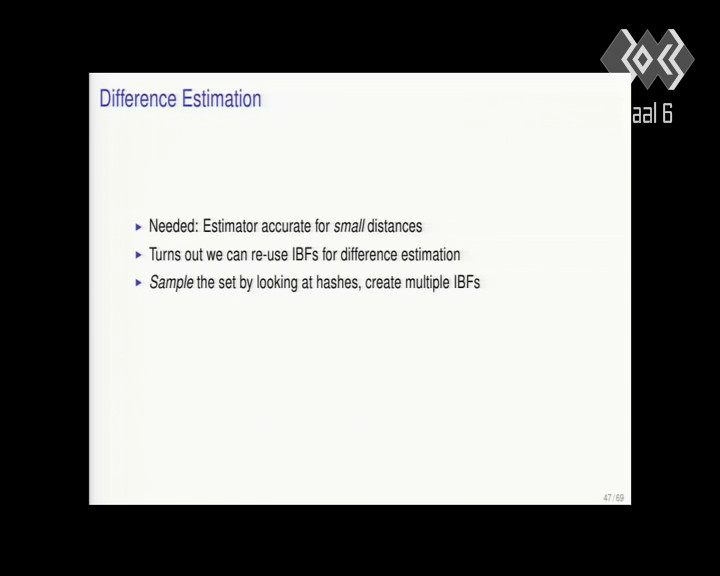 Difference Estimation
aal 6
Needed: Estimator accurate for small distances
Turns out we can re-use IBFs for difference estimation
Sample the set by looking at hashes, create multiple IBFs
47/69